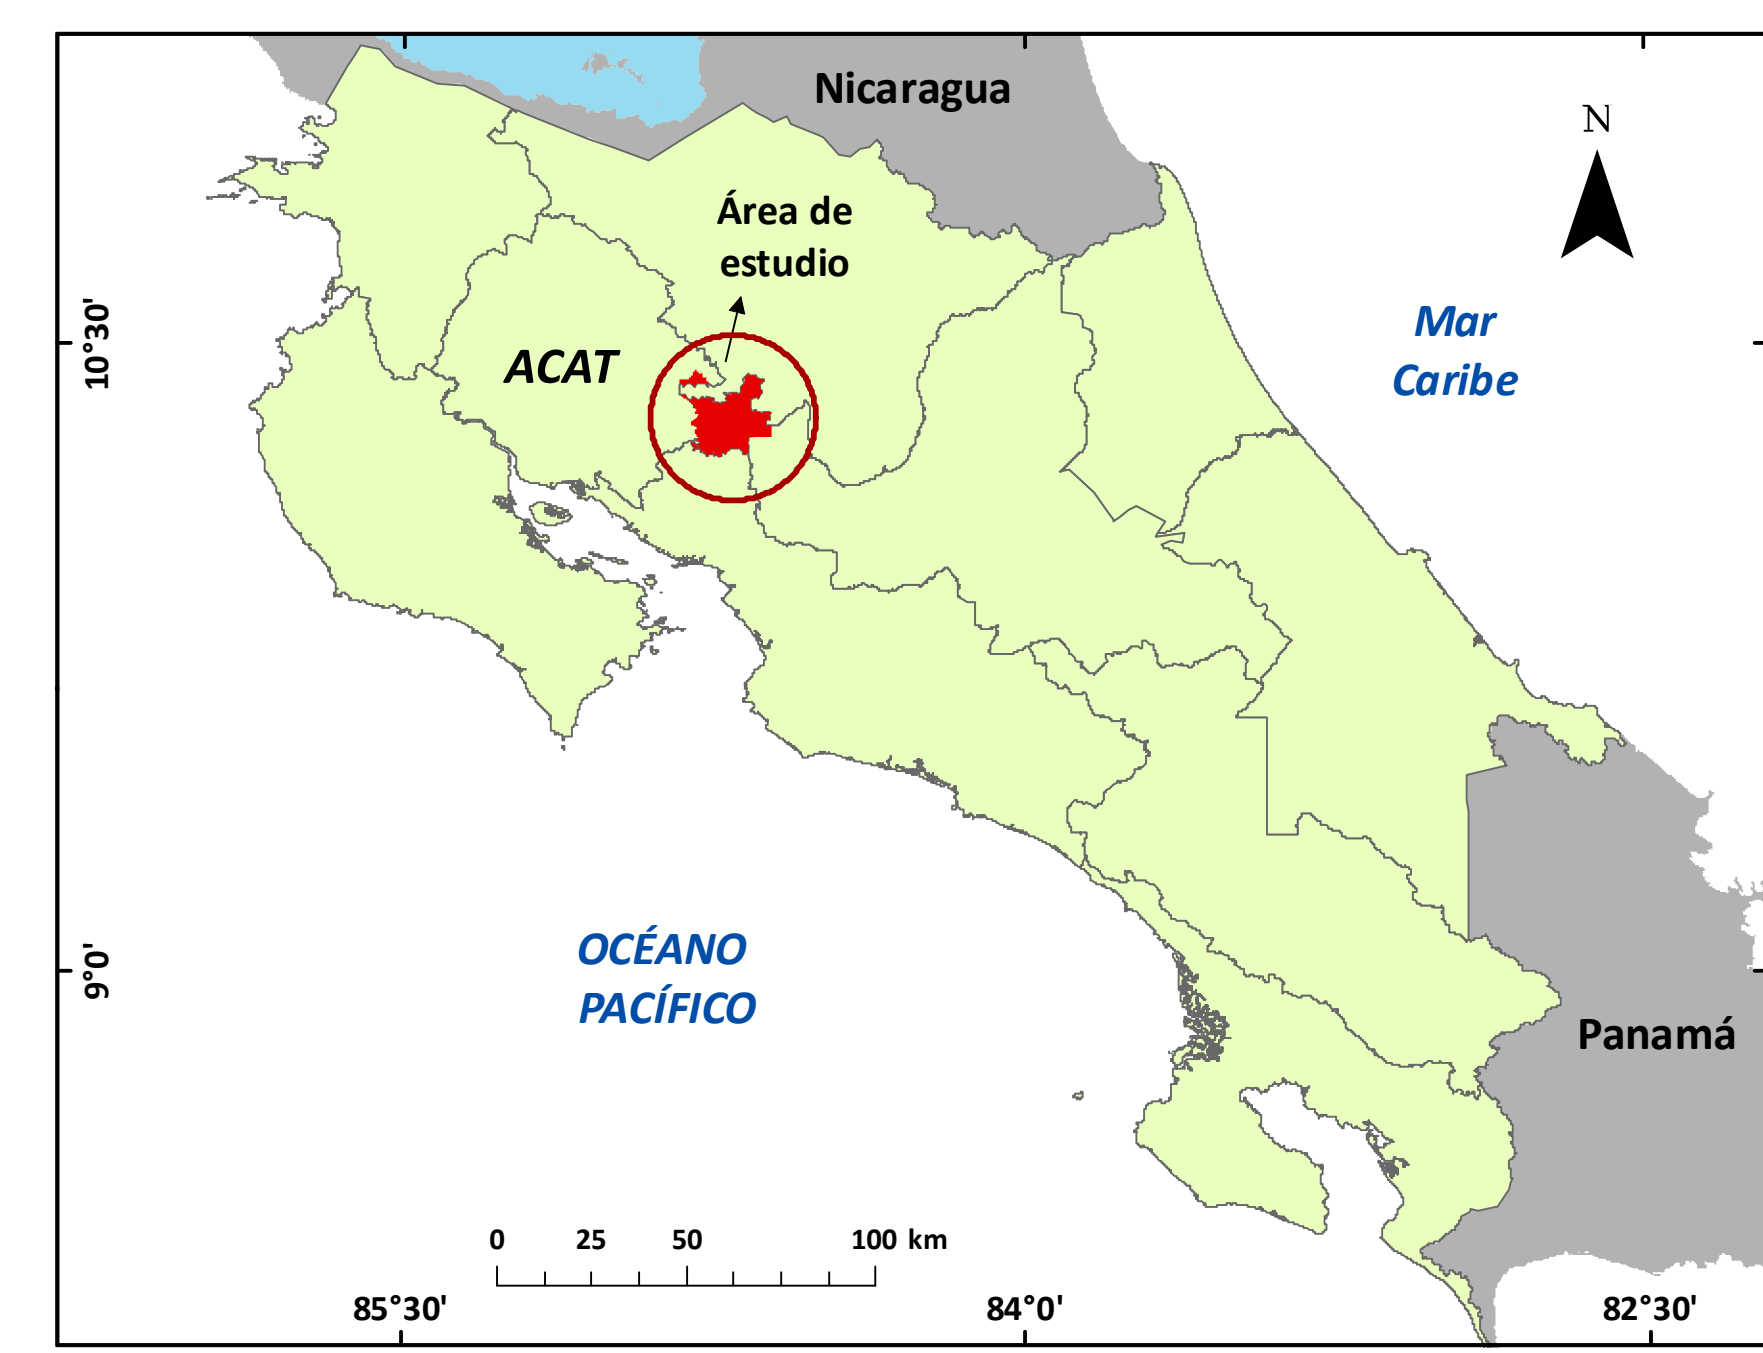 Nicaragua
N
Área de
estudio
Mar
Caribe
10°30'
ACAT
OCÉANO
PACÍFICO
9°0'
Panamá
0 25 50 100 km
85°30' 84°0' 82°30'